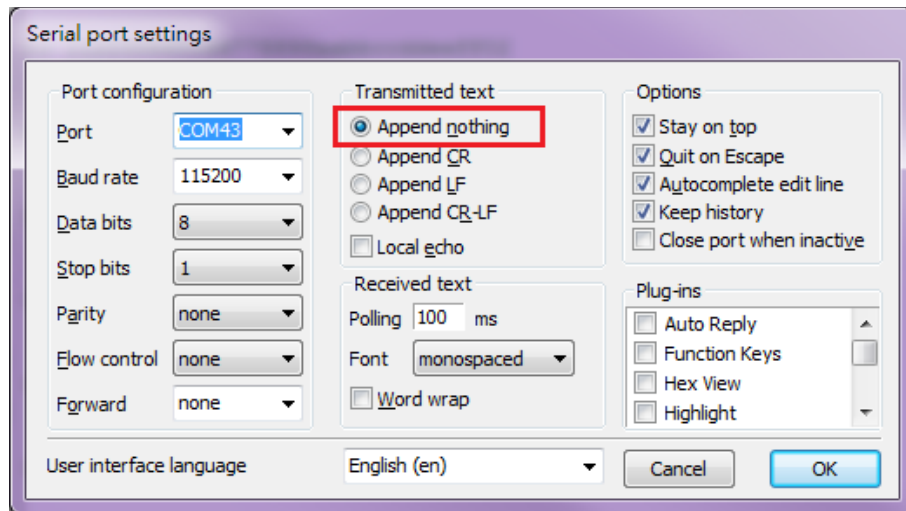 Serial port settings
Port configuration
Port COM43
Baud rate 115200
Data bits 8
Stop bits 1
Parity none
Flow control none
Forward none
Transmitted text
Append nothing
Append CR
Append LF
Append CR-LF
Local echo
Received text
Polling 100 ms
Font monospaced
Word wrap
Options
Stay on top
Quit on Escape
Autocomplete edit line
Keep history
Close port when inactive
Plug-ins
Auto Reply
Function Keys
Hex View
Highlight
User interface language English (en) Cancel OK